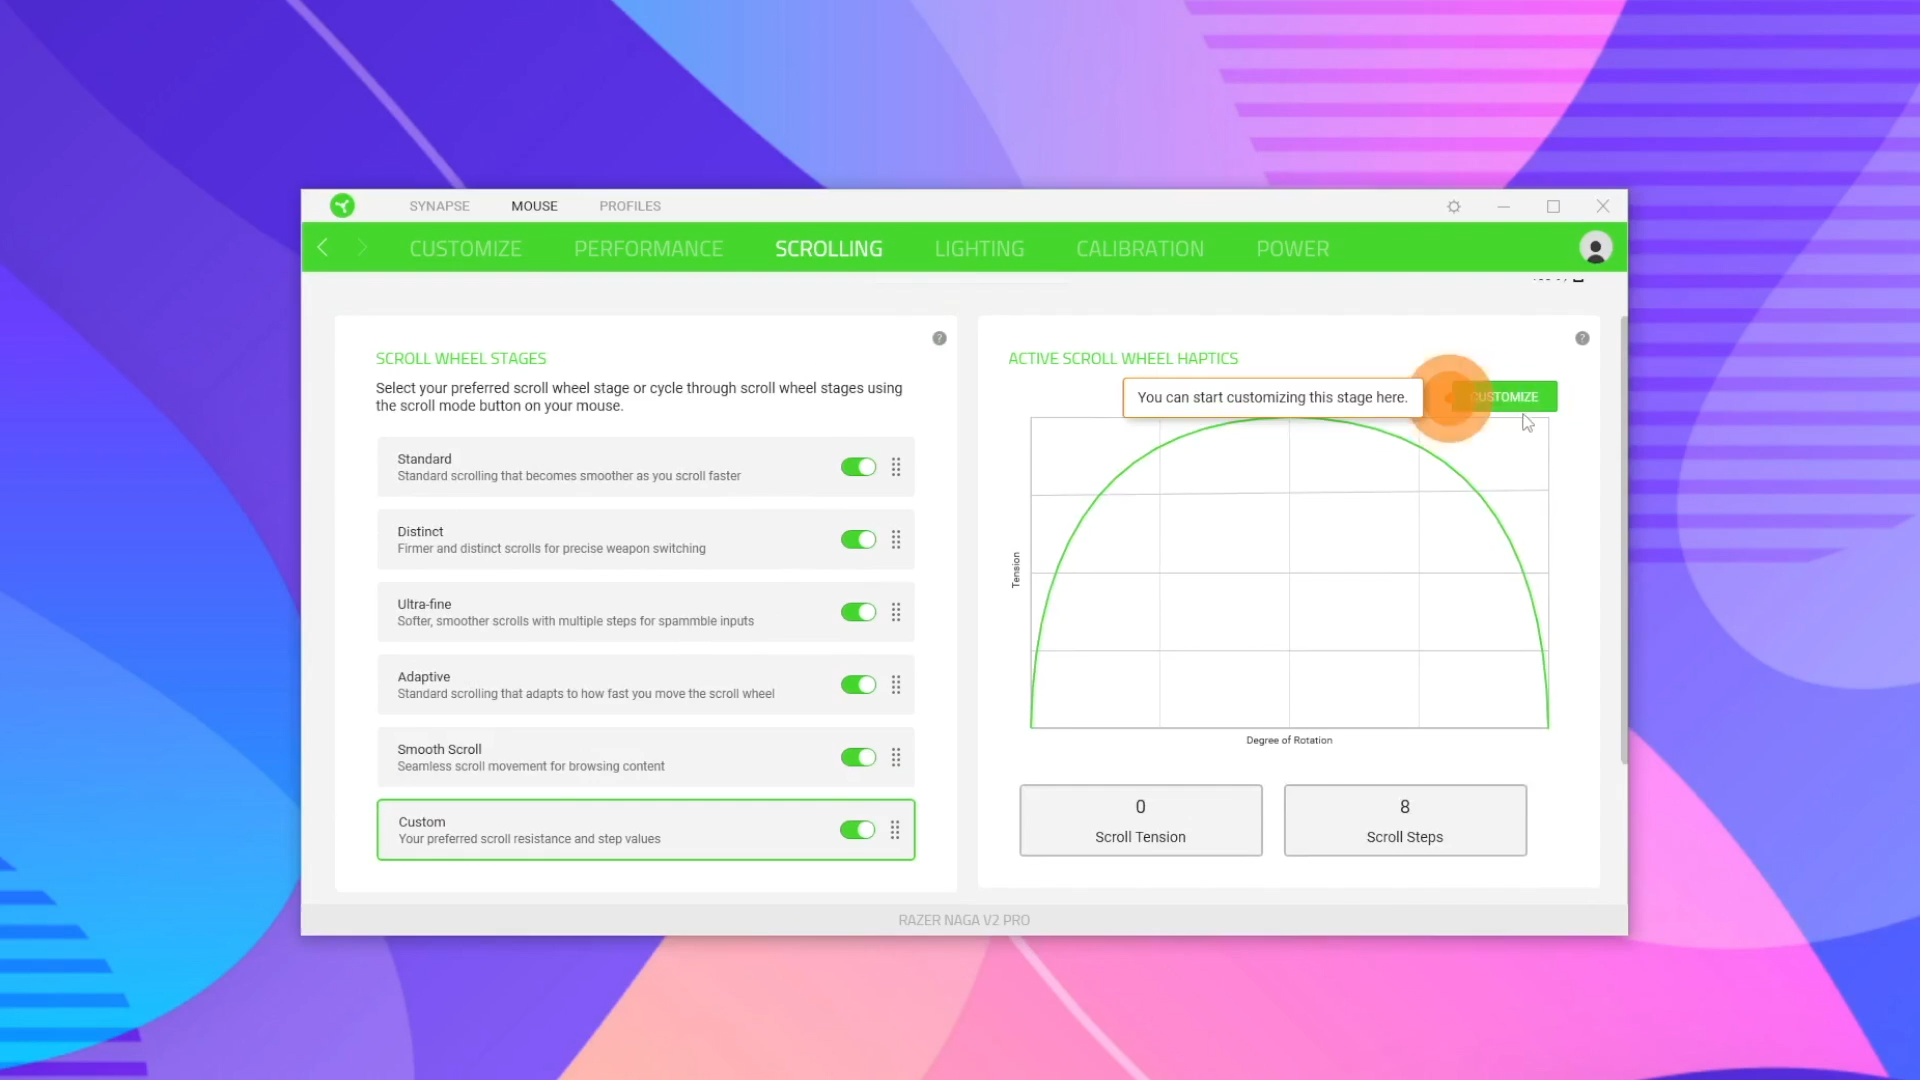 SYNAPSE MOUSE PROFILES
CUSTOMIZE PERFORMANCE SCROLLING LIGHTING CALIBRATION POWER
SCROLL WHEEL STAGES
Select your preferred scroll wheel stage or cycle through scroll wheel stages using
the scroll mode button on your mouse.
Standard
Standard scrolling that becomes smoother as you scroll faster
Distinct
Firmer and distinct scrolls for precise weapon switching
Ultra-fine
Softer, smoother scrolls with multiple steps for spammble inputs
Adaptive
Standard scrolling that adapts to how fast you move the scroll wheel
Smooth Scroll
Seamless scroll movement for browsing content
Custom
Your preferred scroll resistance and step values
ACTIVE SCROLL WHEEL HAPTICS
You can start customizing this stage here.
CUSTOMIZE
Tension
Degree of Rotation
0
Scroll Tension
8
Scroll Steps
RAZER NAGA V2 PRO